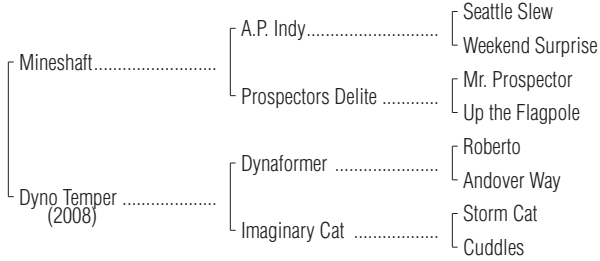 Seattle Slew
A.P. Indy............................
Weekend Surprise
Mineshaft..........................
Mr. Prospector
Prospectors Delite ............
Up the Flagpole
Roberto
Dynaformer ......................
Andover Way
Dyno Temper ....................
(2008)
Storm Cat
Imaginary Cat ..................
Cuddles